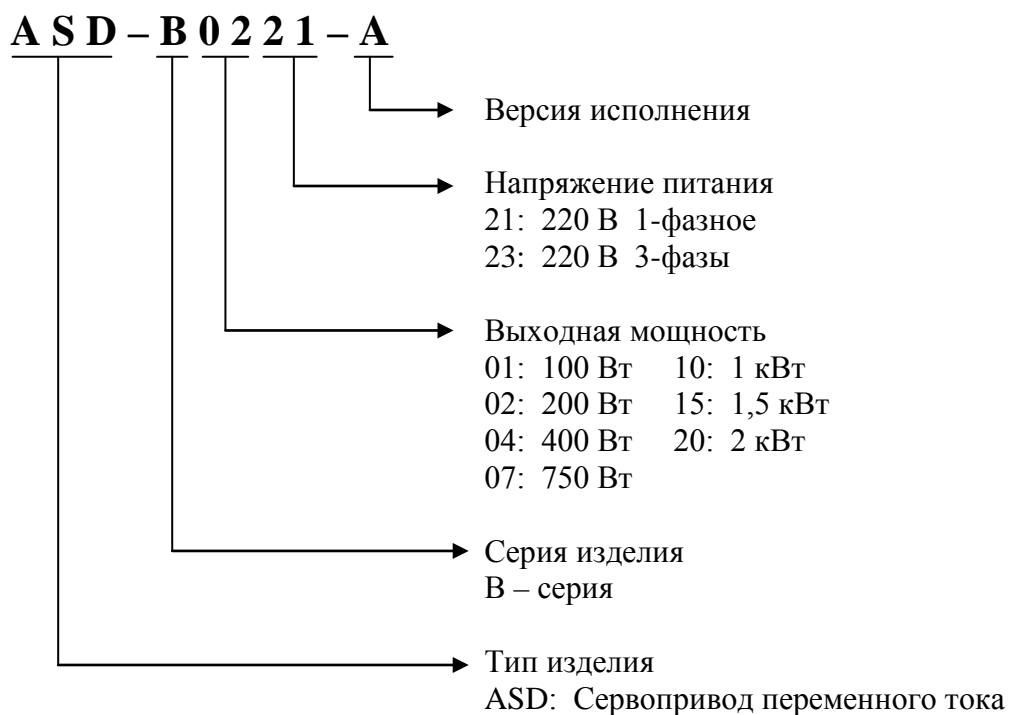 A S D – B 0 2 2 1 – A
Версия исполнения
Напряжение питания
21: 220 В 1-фазное
23: 220 В 3-фазы
Выходная мощность
01: 100 Вт 10: 1 кВт
02: 200 Вт 15: 1,5 кВт
04: 400 Вт 20: 2 кВт
07: 750 Вт
Серия изделия
В – серия
Тип изделия
ASD: Сервопривод переменного тока